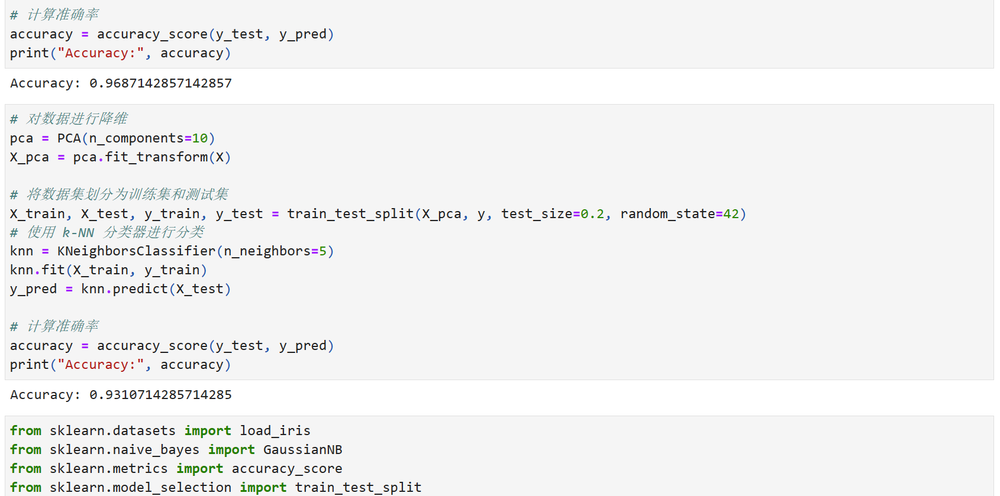 # 计算准确率
accuracy = accuracy_score(y_test, y_pred)
print("Accuracy:", accuracy)
Accuracy: 0.9687142857142857
# 对数据进行降维
pca = PCA(n_components=10)
X_pca = pca.fit_transform(X)
# 将数据集划分为训练集和测试集
X_train, X_test, y_train, y_test = train_test_split(X_pca, y, test_size=0.2, random_state=42)
# 使用 k-NN 分类器进行分类
knn = KNeighborsClassifier(n_neighbors=5)
knn.fit(X_train, y_train)
y_pred = knn.predict(X_test)
# 计算准确率
accuracy = accuracy_score(y_test, y_pred)
print("Accuracy:", accuracy)
Accuracy: 0.9310714285714285
from sklearn.datasets import load_iris
from sklearn.naive_bayes import GaussianNB
from sklearn.metrics import accuracy_score
from sklearn.model_selection import train_test_split